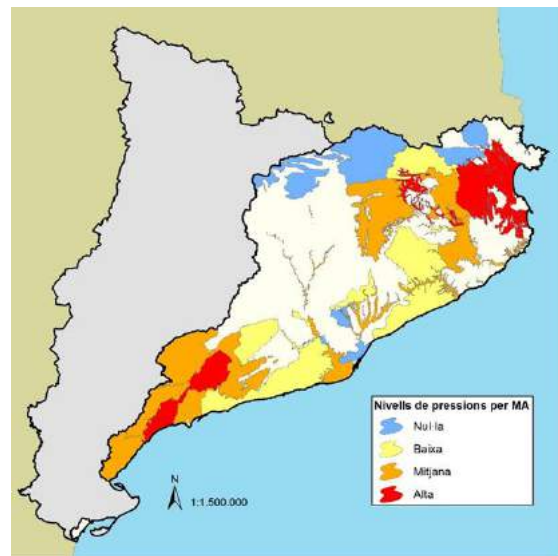 Nivells de pressions per MA
Nul·la
Baixa
Mitjana
Alta
N
1:1.500.000